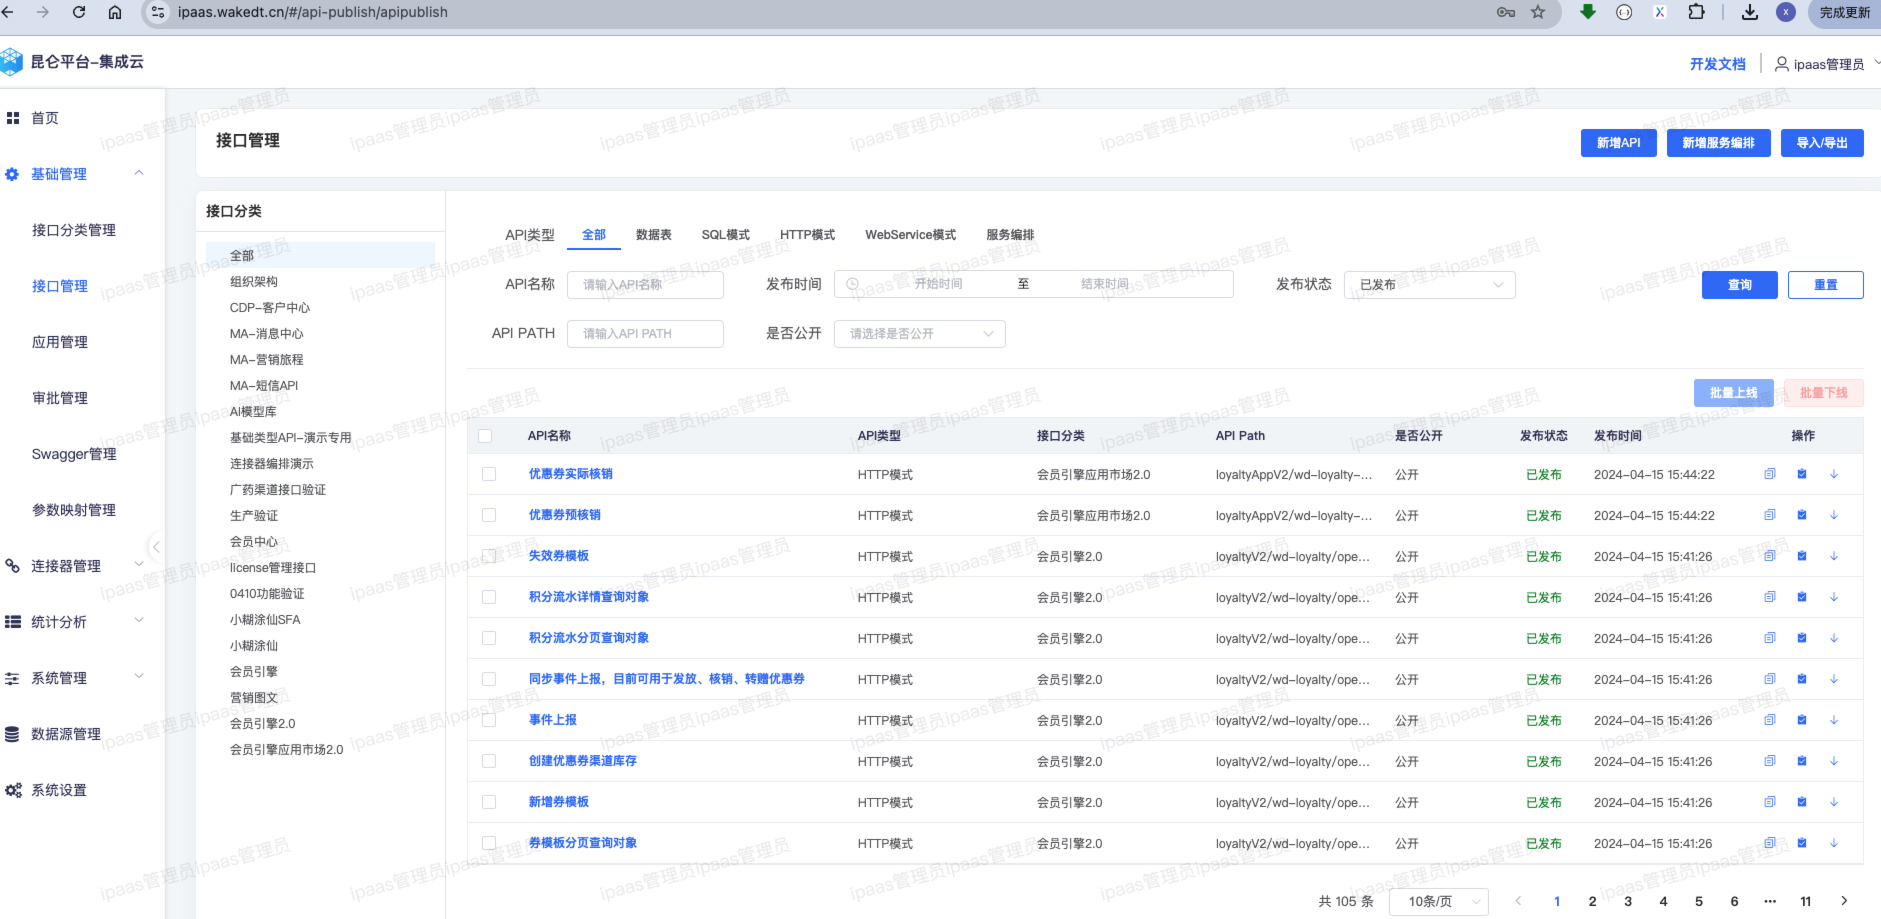 ipaas.wakedt.cn/#/api-publish/apipublish
完成更新
昆仑平台-集成云
开发文档
ipaas管理员
首页
基础管理
接口分类管理
接口管理
应用管理
审批管理
Swagger管理
参数映射管理
连接器管理
统计分析
系统管理
数据源管理
系统设置
接口管理
新增API 新增服务编排 导入/导出
接口分类
全部
组织架构
CDP-客户中心
MA-消息中心
MA-营销旅程
MA-短信API
AI模型库
基础类型API-演示专用
连接器编排演示
广药渠道接口验证
生产验证
会员中心
license管理接口
0410功能验证
小糊涂仙SFA
小糊涂仙
会员引擎
营销图文
会员引擎2.0
会员引擎应用市场2.0
API类型 全部 数据表 SQL模式 HTTP模式 WebService模式 服务编排
API名称 请输入API名称 发布时间 开始时间 至 结束时间 发布状态 已发布 查询 重置
API PATH 请输入API PATH 是否公开 请选择是否公开
批量上线 批量下线
API名称 API类型 接口分类 API Path 是否公开 发布状态 发布时间 操作
优惠券实际核销 HTTP模式 会员引擎应用市场2.0 loyaltyAppV2/wd-loyalty-... 公开 已发布 2024-04-15 15:44:22
优惠券预核销 HTTP模式 会员引擎应用市场2.0 loyaltyAppV2/wd-loyalty-... 公开 已发布 2024-04-15 15:44:22
失效券模板 HTTP模式 会员引擎2.0 loyaltyV2/wd-loyalty/ope... 公开 已发布 2024-04-15 15:41:26
积分流水详情查询对象 HTTP模式 会员引擎2.0 loyaltyV2/wd-loyalty/ope... 公开 已发布 2024-04-15 15:41:26
积分流水分页查询对象 HTTP模式 会员引擎2.0 loyaltyV2/wd-loyalty/ope... 公开 已发布 2024-04-15 15:41:26
同步事件上报，目前可用于发放、核销、转赠优惠券 HTTP模式 会员引擎2.0 loyaltyV2/wd-loyalty/ope... 公开 已发布 2024-04-15 15:41:26
事件上报 HTTP模式 会员引擎2.0 loyaltyV2/wd-loyalty/ope... 公开 已发布 2024-04-15 15:41:26
创建优惠券渠道库存 HTTP模式 会员引擎2.0 loyaltyV2/wd-loyalty/ope... 公开 已发布 2024-04-15 15:41:26
新增券模板 HTTP模式 会员引擎2.0 loyaltyV2/wd-loyalty/ope... 公开 已发布 2024-04-15 15:41:26
券模板分页查询对象 HTTP模式 会员引擎2.0 loyaltyV2/wd-loyalty/ope... 公开 已发布 2024-04-15 15:41:26
共 105 条 10条/页 1 2 3 4 5 6 ... 11